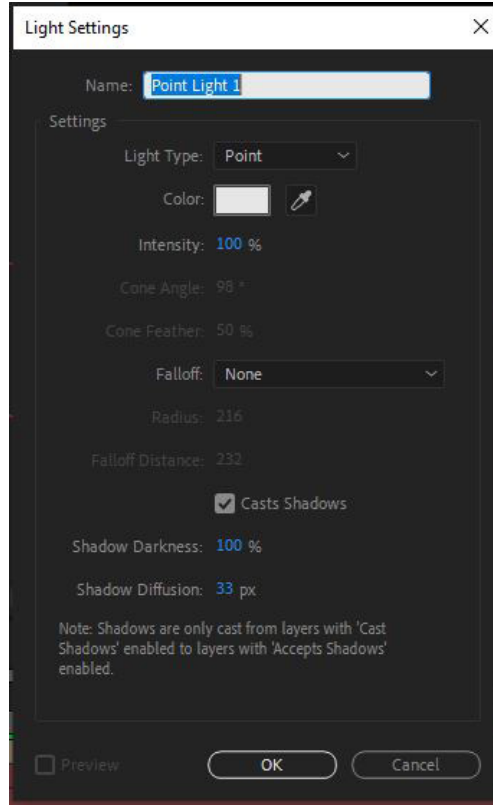 Light Settings
Name: Point Light 1
Settings
Light Type: Point
Color:
Intensity: 100 %
Cone Angle: 98 °
Cone Feather: 50 %
Falloff: None
Radius: 216
Falloff Distance: 232
Casts Shadows
Shadow Darkness: 100 %
Shadow Diffusion: 33 px
Note: Shadows are only cast from layers with 'Cast
Shadows' enabled to layers with 'Accepts Shadows'
enabled.
Preview OK Cancel